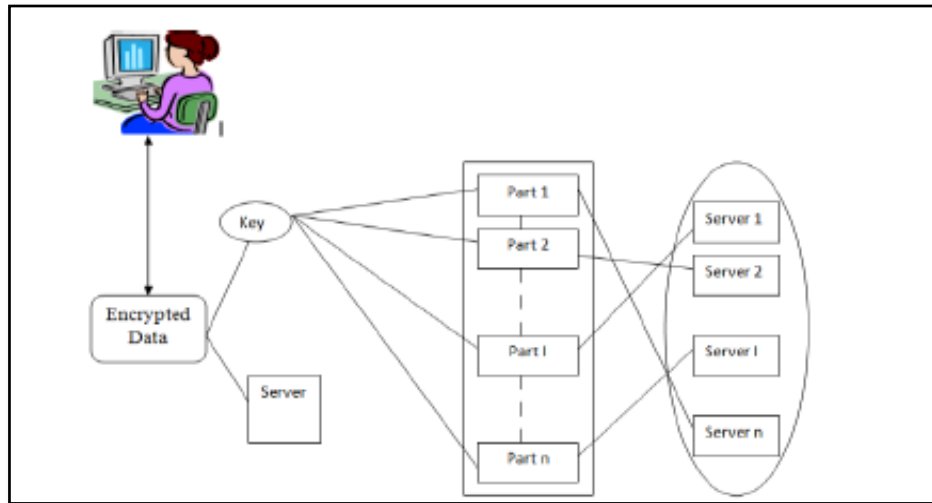 Key
Part 1
Part 2
Part I
Part n
Server 1
Server 2
Server I
Server n
Encrypted
Data
Server